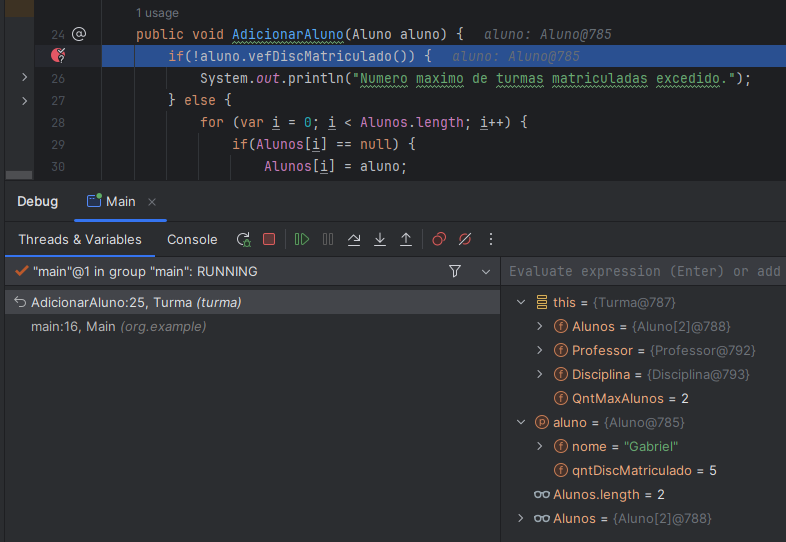 1 usage
24 @ public void AdicionarAluno(Aluno aluno) { aluno: Aluno@785
if(!aluno.vefDiscMatriculado()) { aluno: Aluno@785
26 System.out.println("Numero maximo de turmas matriculadas excedido.");
27 } else {
28 for (var i = 0; i < Alunos.length; i++) {
29 if(Alunos[i] == null) {
30 Alunos[i] = aluno;
Debug Main ×
Threads & Variables Console
"main"@1 in group "main": RUNNING
AdicionarAluno:25, Turma (turma)
main:16, Main (org.example)
Evaluate expression (Enter) or add
this = {Turma@787}
f Alunos = {Aluno[2]@788}
f Professor = {Professor@792}
f Disciplina = {Disciplina@793}
f QntMaxAlunos = 2
p aluno = {Aluno@785}
f nome = "Gabriel"
f qntDiscMatriculado = 5
Alunos.length = 2
Alunos = {Aluno[2]@788}